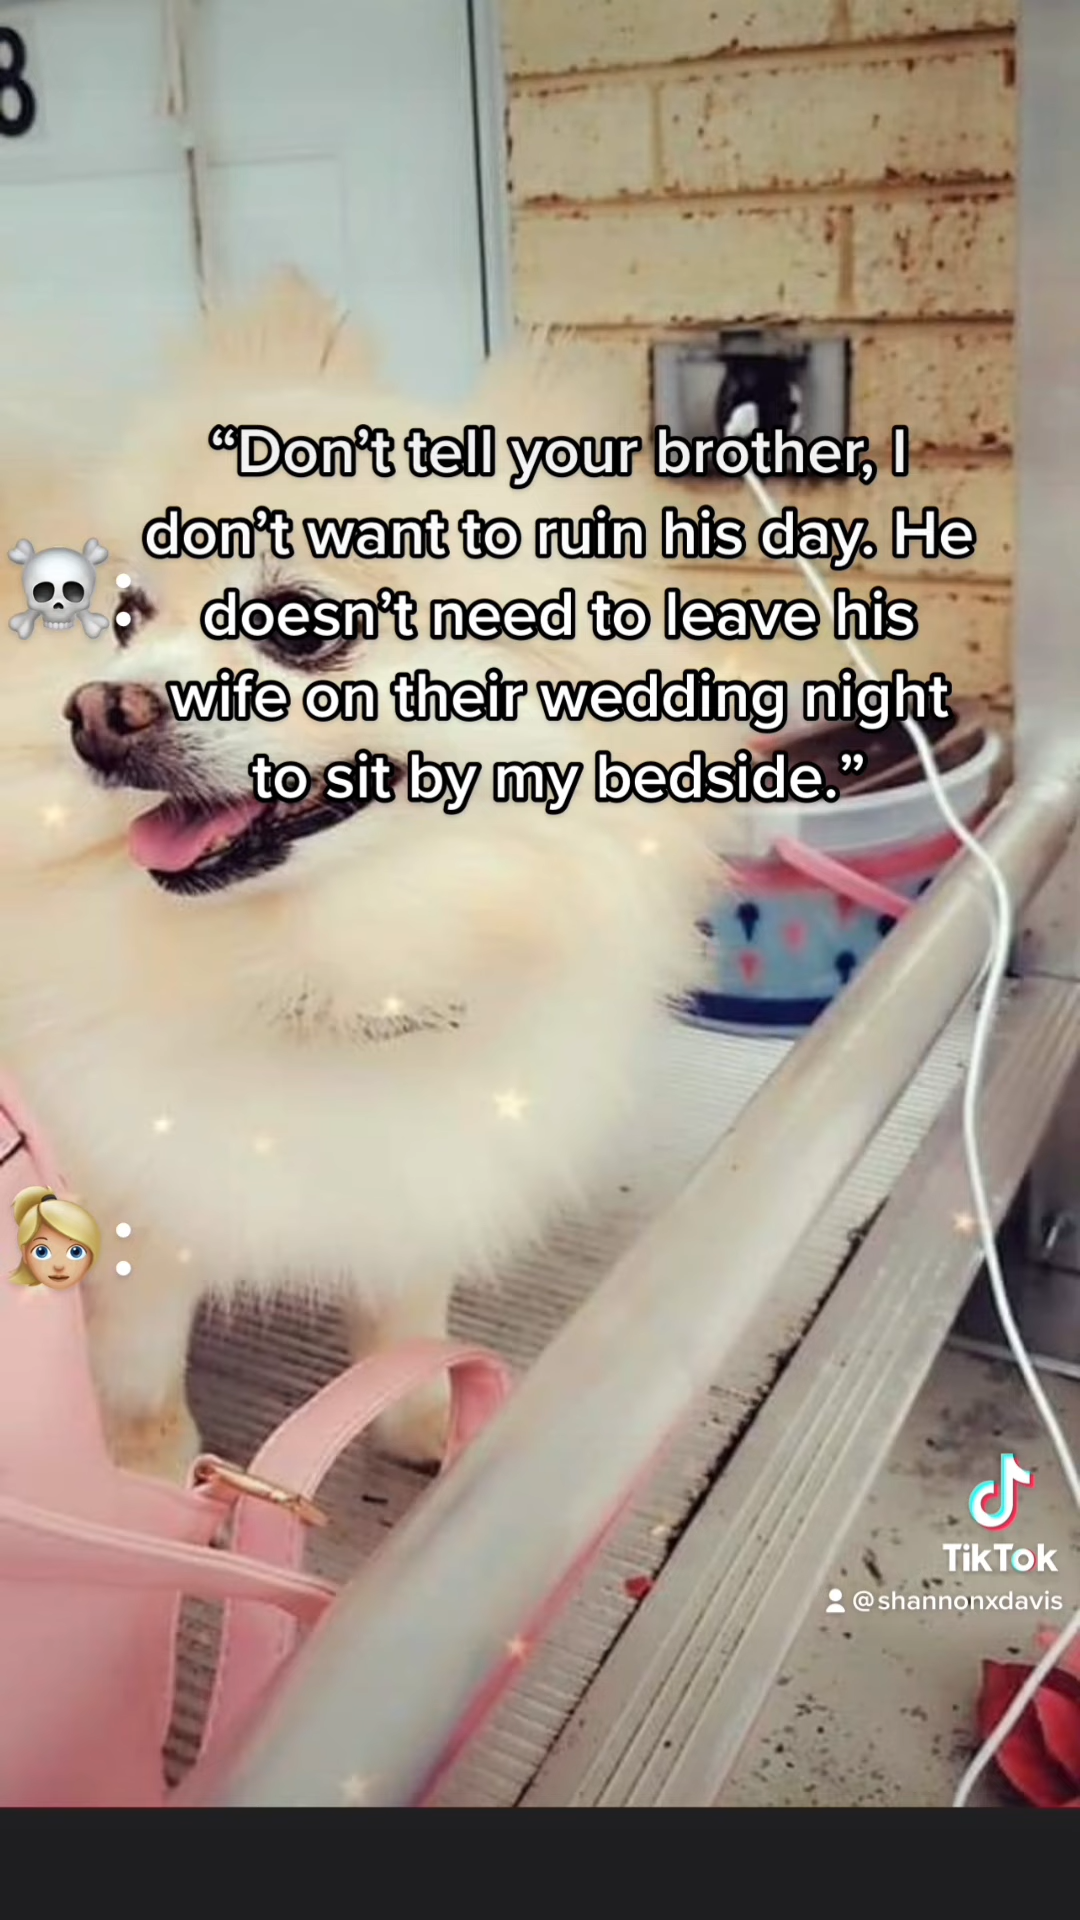 8
“Don’t tell your brother, I
don’t want to ruin his day. He
☠️: doesn’t need to leave his
wife on their wedding night
to sit by my bedside.”
👱‍♀️:
TikTok
@shannonxdavis